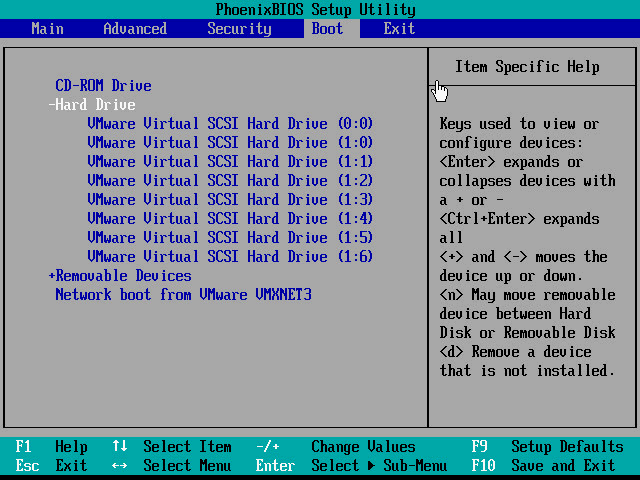 PhoenixBIOS Setup Utility
Main Advanced Security Boot Exit
CD-ROM Drive
-Hard Drive
VMware Virtual SCSI Hard Drive (0:0)
VMware Virtual SCSI Hard Drive (1:0)
VMware Virtual SCSI Hard Drive (1:1)
VMware Virtual SCSI Hard Drive (1:2)
VMware Virtual SCSI Hard Drive (1:3)
VMware Virtual SCSI Hard Drive (1:4)
VMware Virtual SCSI Hard Drive (1:5)
VMware Virtual SCSI Hard Drive (1:6)
+Removable Devices
Network boot from VMware VMXNET3
Item Specific Help
Keys used to view or
configure devices:
<Enter> expands or
collapses devices with
a + or -
<Ctrl+Enter> expands
all
<+> and <-> moves the
device up or down.
<n> May move removable
device between Hard
Disk or Removable Disk
<d> Remove a device
that is not installed.
F1 Help ↑↓ Select Item -/+ Change Values F9 Setup Defaults
Esc Exit ↔ Select Menu Enter Select ▶ Sub-Menu F10 Save and Exit